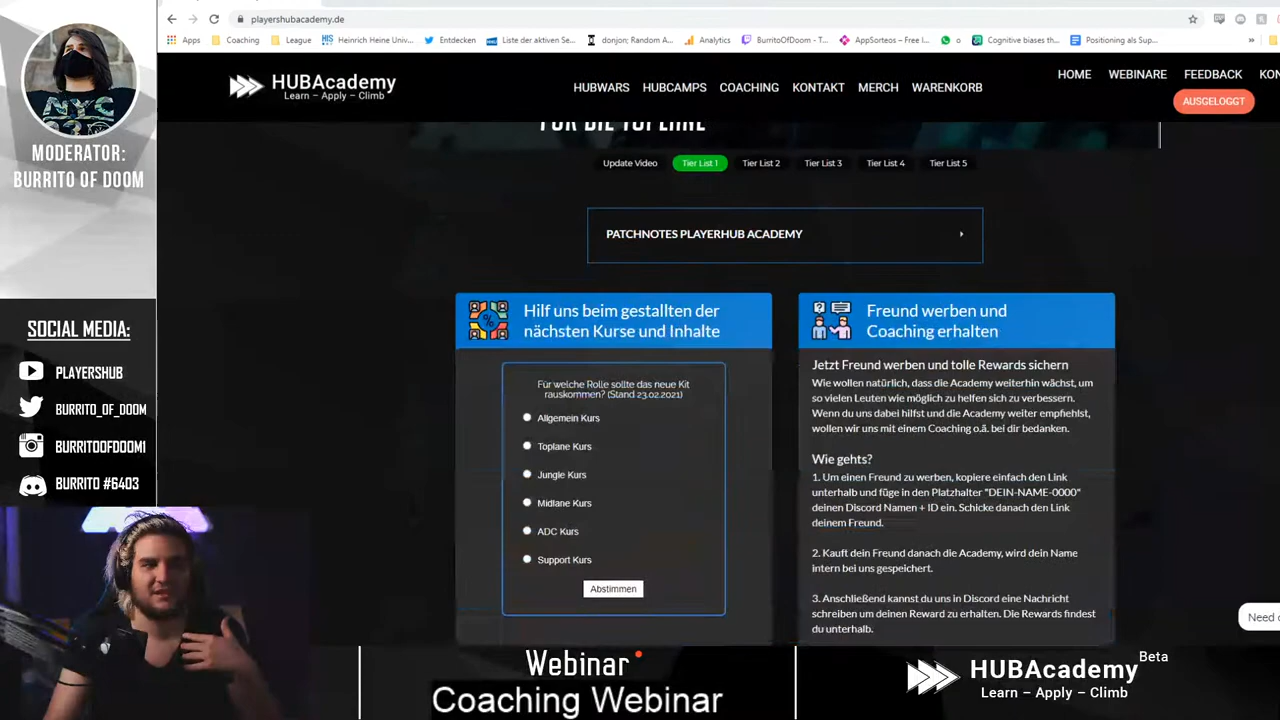 playershubacademy.de
Apps
Coaching
League
Heinrich Heine Univ...
Entdecken
Liste der aktiven Se...
donjon; Random A...
Analytics
BurritoOfDoom - T...
AppSorteos – Free I...
Cognitive biases th...
Positioning als Sup...
HUBAcademy
Learn – Apply – Climb
HUBWARS
HUBCAMPS
COACHING
KONTAKT
MERCH
WARENKORB
HOME
WEBINARE
FEEDBACK
KON
AUSGELOGGT
FÜR DIE TOPLANE
Update Video
Tier List 1
Tier List 2
Tier List 3
Tier List 4
Tier List 5
PATCHNOTES PLAYERHUB ACADEMY
Hilf uns beim gestallten der
nächsten Kurse und Inhalte
Für welche Rolle sollte das neue Kit
rauskommen? (Stand 23.02.2021)
Allgemein Kurs
Toplane Kurs
Jungle Kurs
Midlane Kurs
ADC Kurs
Support Kurs
Abstimmen
Freund werben und
Coaching erhalten
Jetzt Freund werben und tolle Rewards sichern
Wie wollen natürlich, dass die Academy weiterhin wächst, um
so vielen Leuten wie möglich zu helfen sich zu verbessern.
Wenn du uns dabei hilfst und die Academy weiter empfiehlst,
wollen wir uns mit einem Coaching o.ä. bei dir bedanken.
Wie gehts?
1. Um einen Freund zu werben, kopiere einfach den Link
unterhalb und füge in den Platzhalter "DEIN-NAME-0000"
deinen Discord Namen + ID ein. Schicke danach den Link
deinem Freund.
2. Kauft dein Freund danach die Academy, wird dein Name
intern bei uns gespeichert.
3. Anschließend kannst du uns in Discord eine Nachricht
schreiben um deinen Reward zu erhalten. Die Rewards findest
du unterhalb.
Need
MODERATOR:
BURRITO OF DOOM
SOCIAL MEDIA:
PLAYERSHUB
BURRITO_OF_DOOM
BURRITOOFDOOM1
BURRITO #6403
NYC
Webinar
Coaching Webinar
HUBAcademy Beta
Learn – Apply – Climb